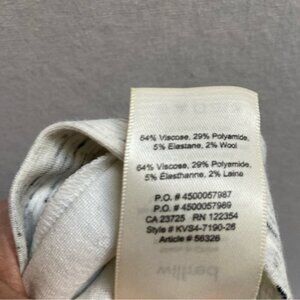 64% Viscose, 29% Polyamide,
5% Elastane, 2% Wool
64% Viscose, 29% Polyamide,
5% Élasthanne, 2% Laine
P.O. # 4500057987
P.O. # 4500057989
CA 23725 RN 122354
Style # KVS4-7190-26
Article # 56326
wilfred